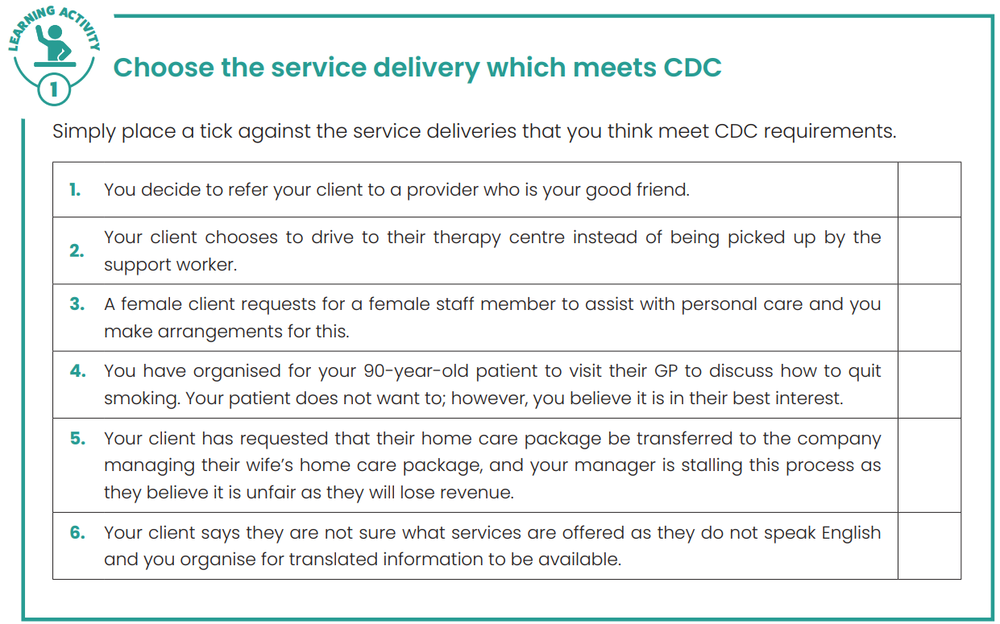 LEARNING ACTIVITY
1
Choose the service delivery which meets CDC
Simply place a tick against the service deliveries that you think meet CDC requirements.
1. You decide to refer your client to a provider who is your good friend.
2. Your client chooses to drive to their therapy centre instead of being picked up by the
support worker.
3. A female client requests for a female staff member to assist with personal care and you
make arrangements for this.
4. You have organised for your 90-year-old patient to visit their GP to discuss how to quit
smoking. Your patient does not want to; however, you believe it is in their best interest.
5. Your client has requested that their home care package be transferred to the company
managing their wife’s home care package, and your manager is stalling this process as
they believe it is unfair as they will lose revenue.
6. Your client says they are not sure what services are offered as they do not speak English
and you organise for translated information to be available.